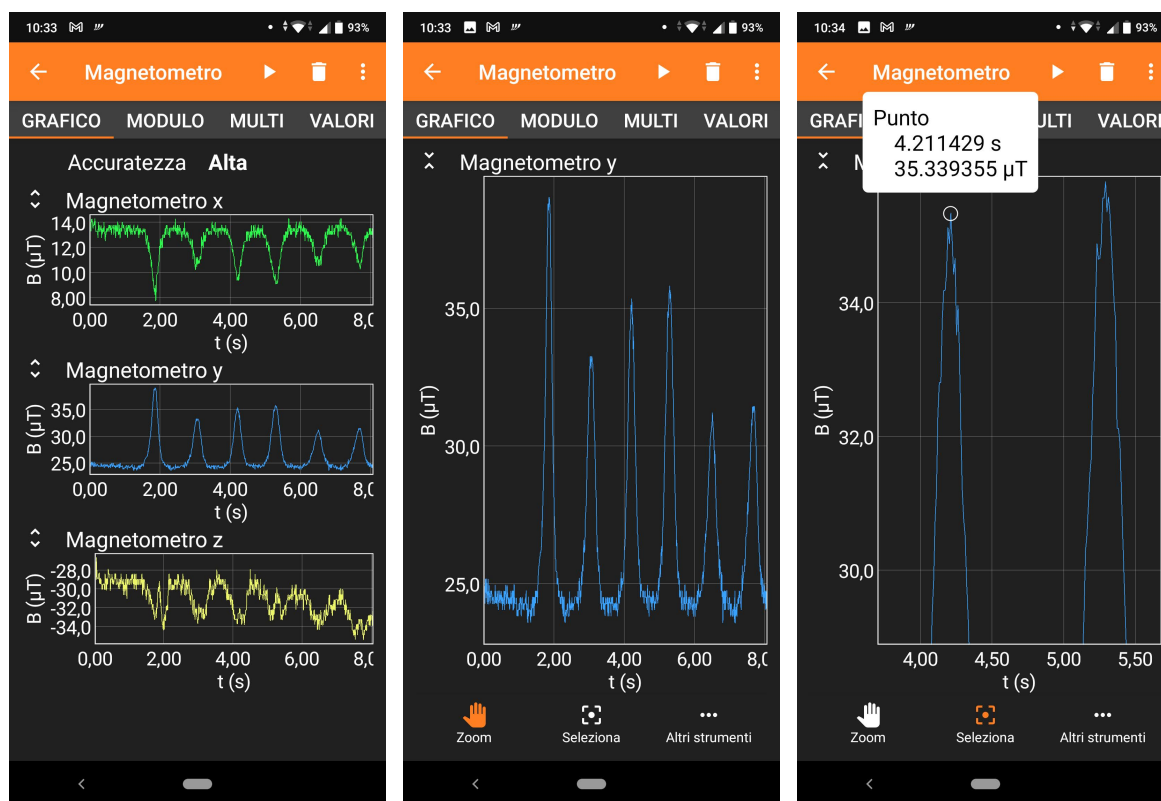 10:33 93%
Magnetometro
GRAFICO MODULO MULTI VALORI
Accuratezza Alta
Magnetometro x
B (µT)
14,0
12,0
10,0
8,00
0,00 2,00 4,00 6,00 8,0
t (s)
Magnetometro y
B (µT)
35,0
30,0
25,0
0,00 2,00 4,00 6,00 8,0
t (s)
Magnetometro z
B (µT)
-28,0
-30,0
-32,0
-34,0
0,00 2,00 4,00 6,00 8,0
t (s)
10:33 93%
Magnetometro
GRAFICO MODULO MULTI VALORI
Magnetometro y
B (µT)
35,0
30,0
25,0
0,00 2,00 4,00 6,00 8,0
t (s)
Zoom Seleziona Altri strumenti
10:34 93%
Magnetometro
GRAFI ULTI VALORI
Punto
4.211429 s
35.339355 µT
B (µT)
34,0
32,0
30,0
4,00 4,50 5,00 5,50
t (s)
Zoom Seleziona Altri strumenti